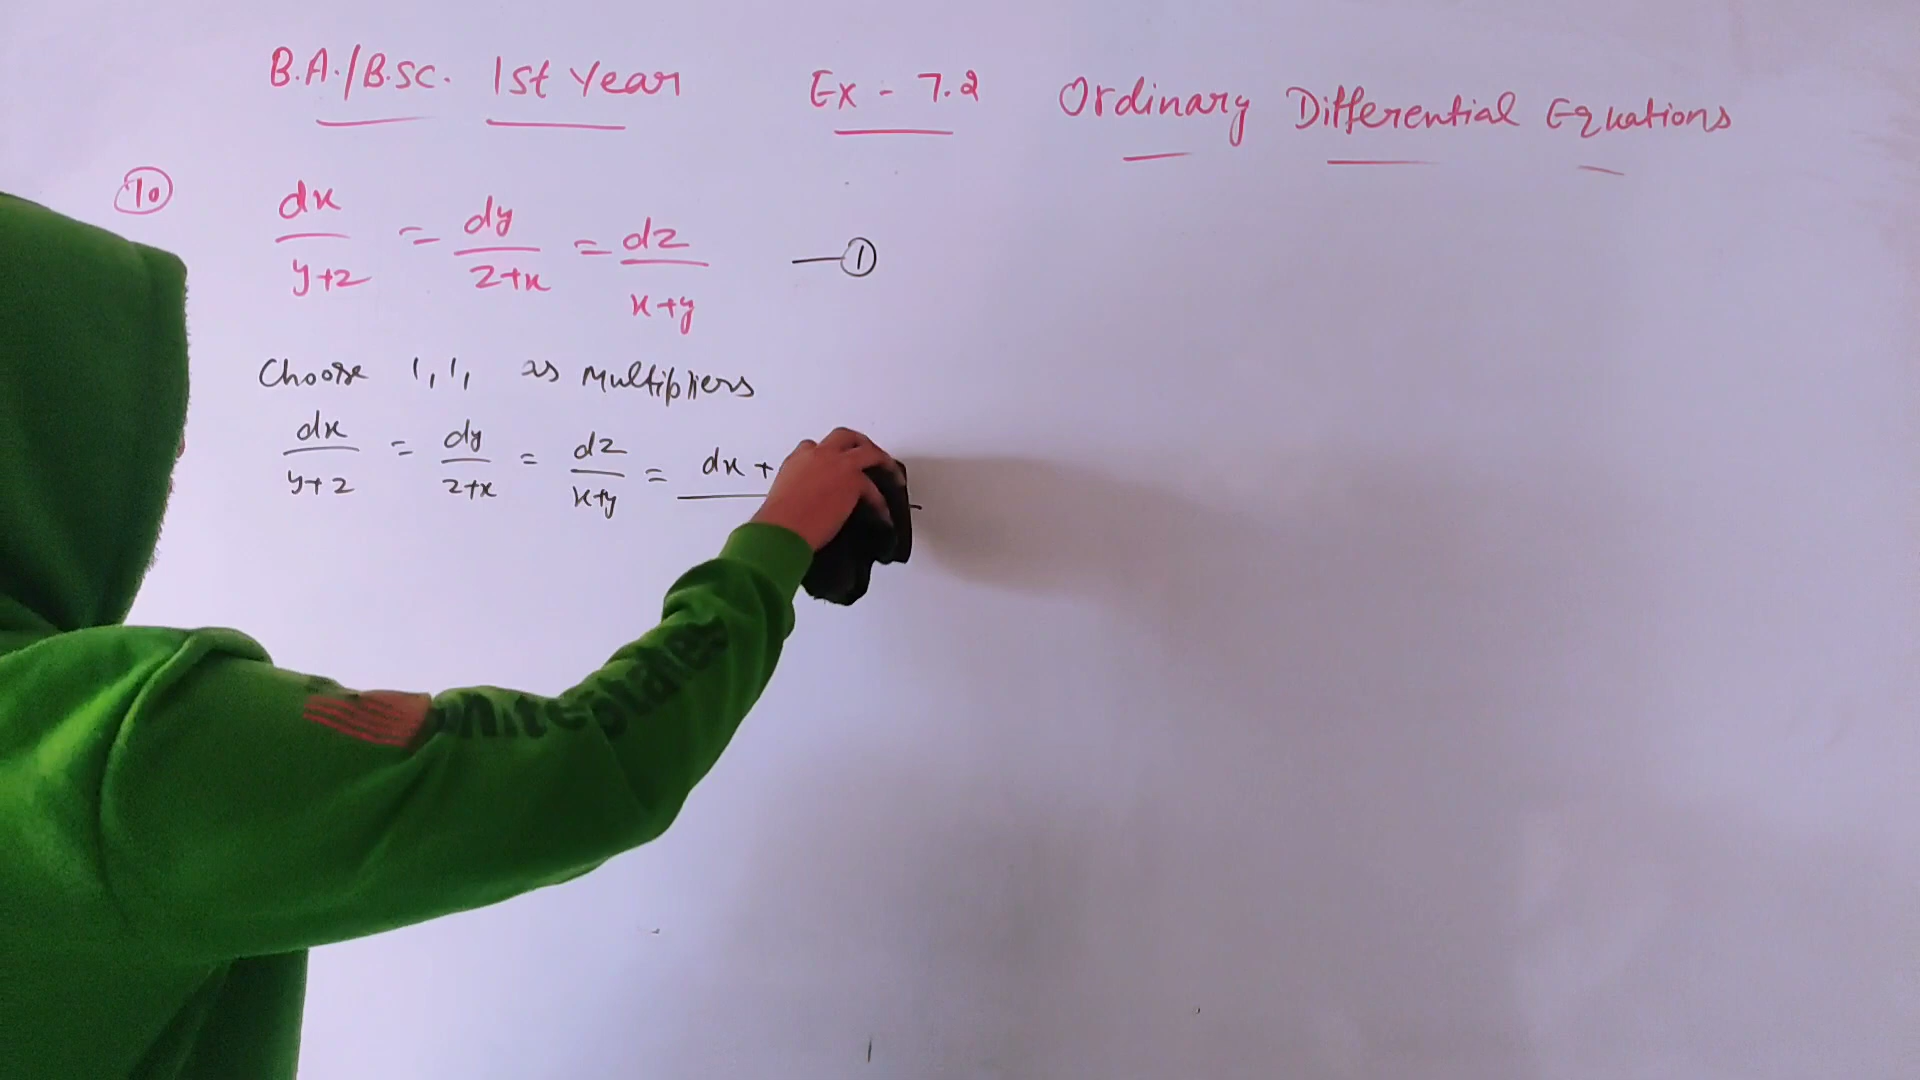 B.A./B.Sc. 1st Year Ex - 7.2 Ordinary Differential Equations
10 dx/y+z = dy/z+x = dz/x+y — 1
Choose 1,1, as Multipliers
dx/y+z = dy/z+x = dz/x+y = dx +